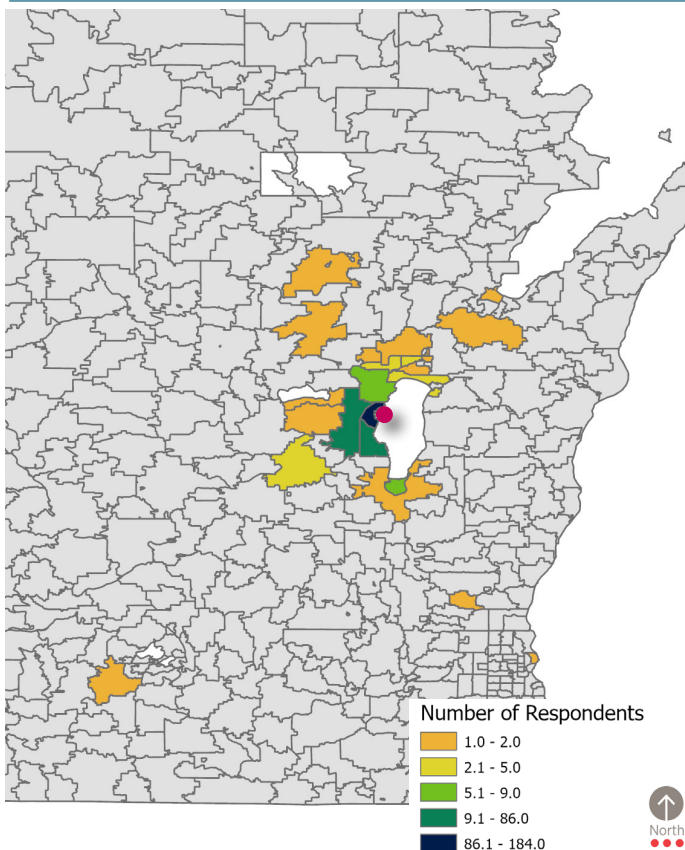 Number of Respondents
1.0 - 2.0
2.1 - 5.0
5.1 - 9.0
9.1 - 86.0
86.1 - 184.0
North